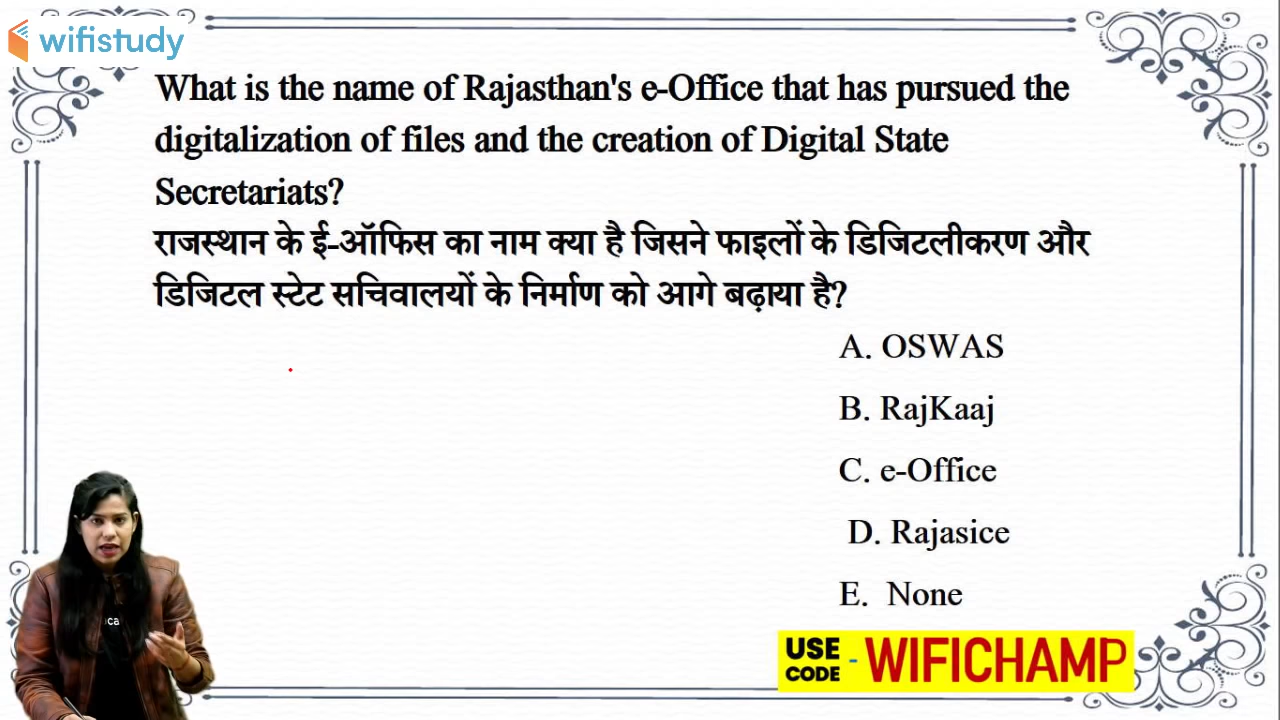 wifistudy
What is the name of Rajasthan's e-Office that has pursued the
digitalization of files and the creation of Digital State
Secretariats?
राजस्थान के ई-ऑफिस का नाम क्या है जिसने फाइलों के डिजिटलीकरण और
डिजिटल स्टेट सचिवालयों के निर्माण को आगे बढ़ाया है?
A. OSWAS
B. RajKaaj
C. e-Office
D. Rajasice
E. None
USE CODE - WIFICHAMP